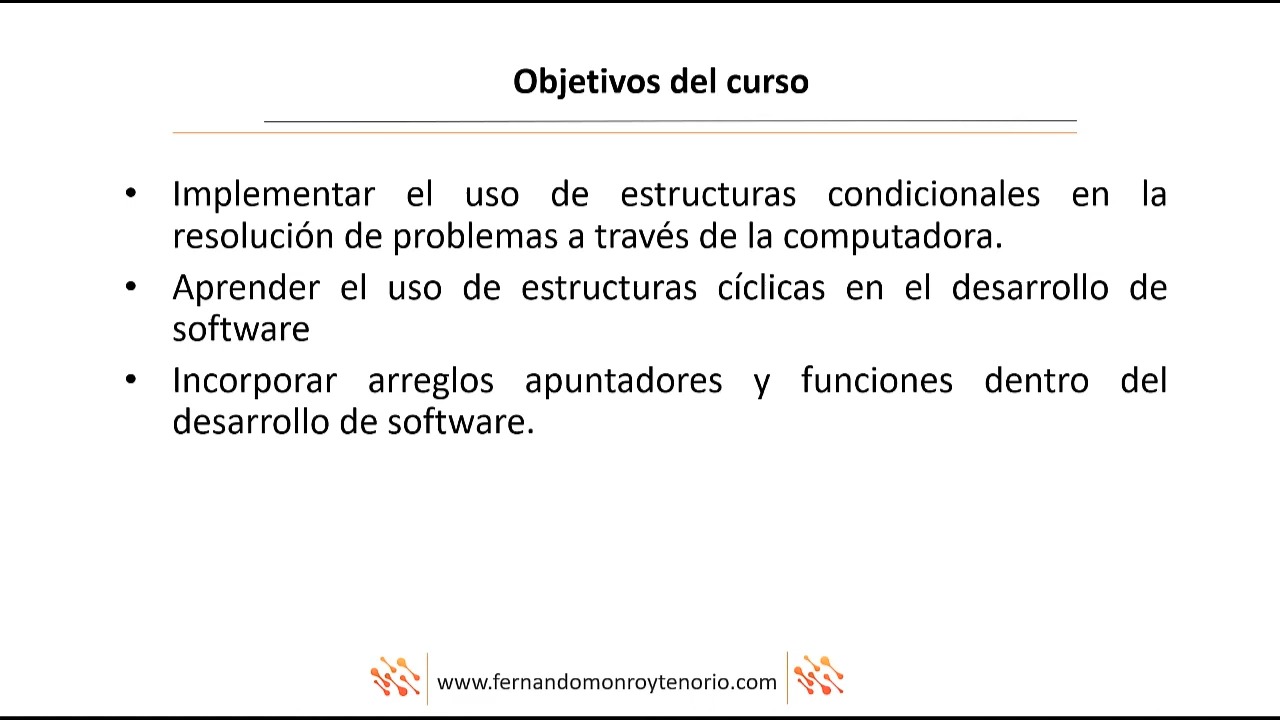 Objetivos del curso
• Implementar el uso de estructuras condicionales en la
resolución de problemas a través de la computadora.
• Aprender el uso de estructuras cíclicas en el desarrollo de
software
• Incorporar arreglos apuntadores y funciones dentro del
desarrollo de software.
www.fernandomonroytenorio.com